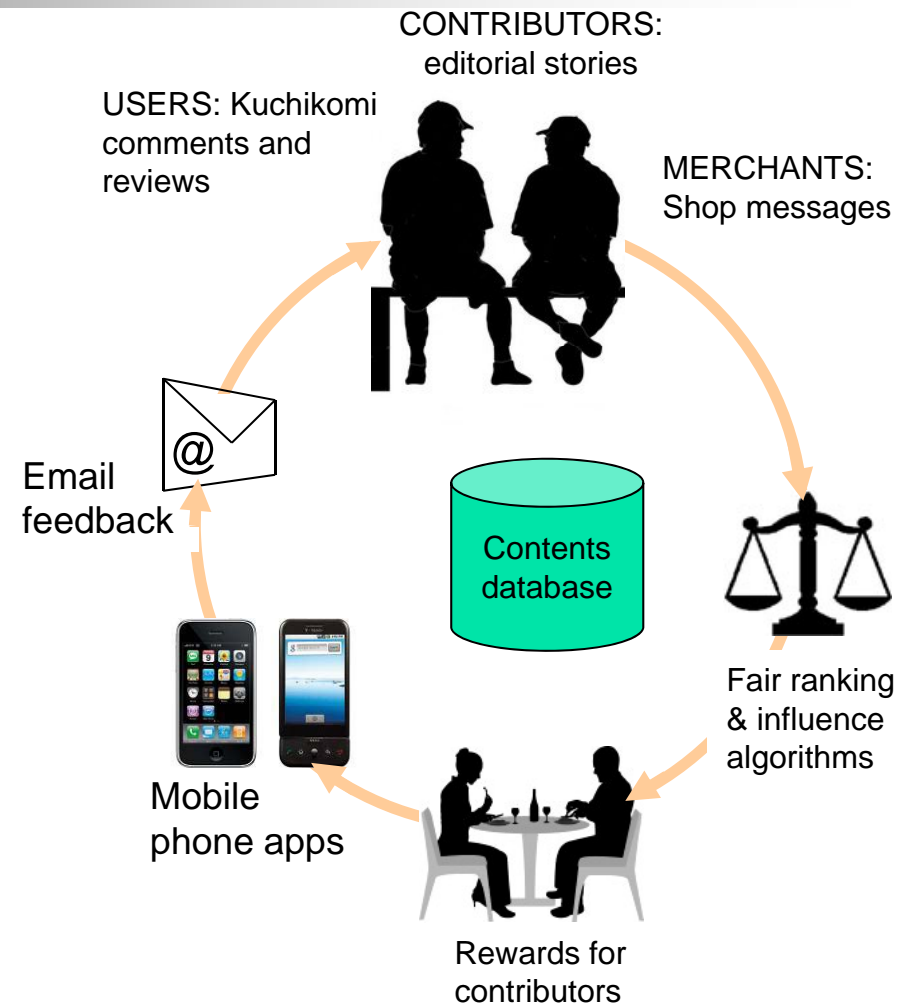 CONTRIBUTORS:
editorial stories
USERS: Kuchikomi
comments and
reviews
MERCHANTS:
Shop messages
@
Email
feedback
Contents
database
Fair ranking
& influence
algorithms
Mobile
phone apps
Rewards for
contributors